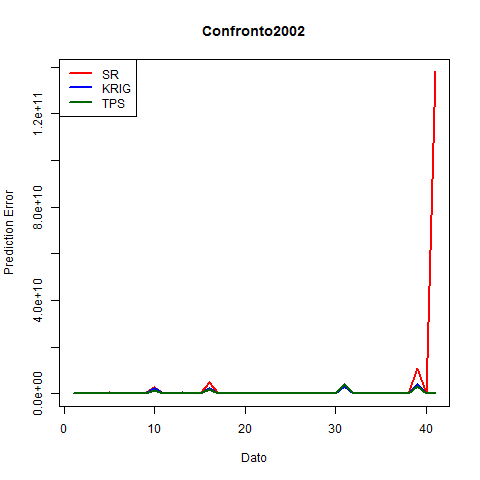 Confronto2002
SR
KRIG
TPS
Prediction Error
0.0e+00
4.0e+10
8.0e+10
1.2e+11
0
10
20
30
40
Dato